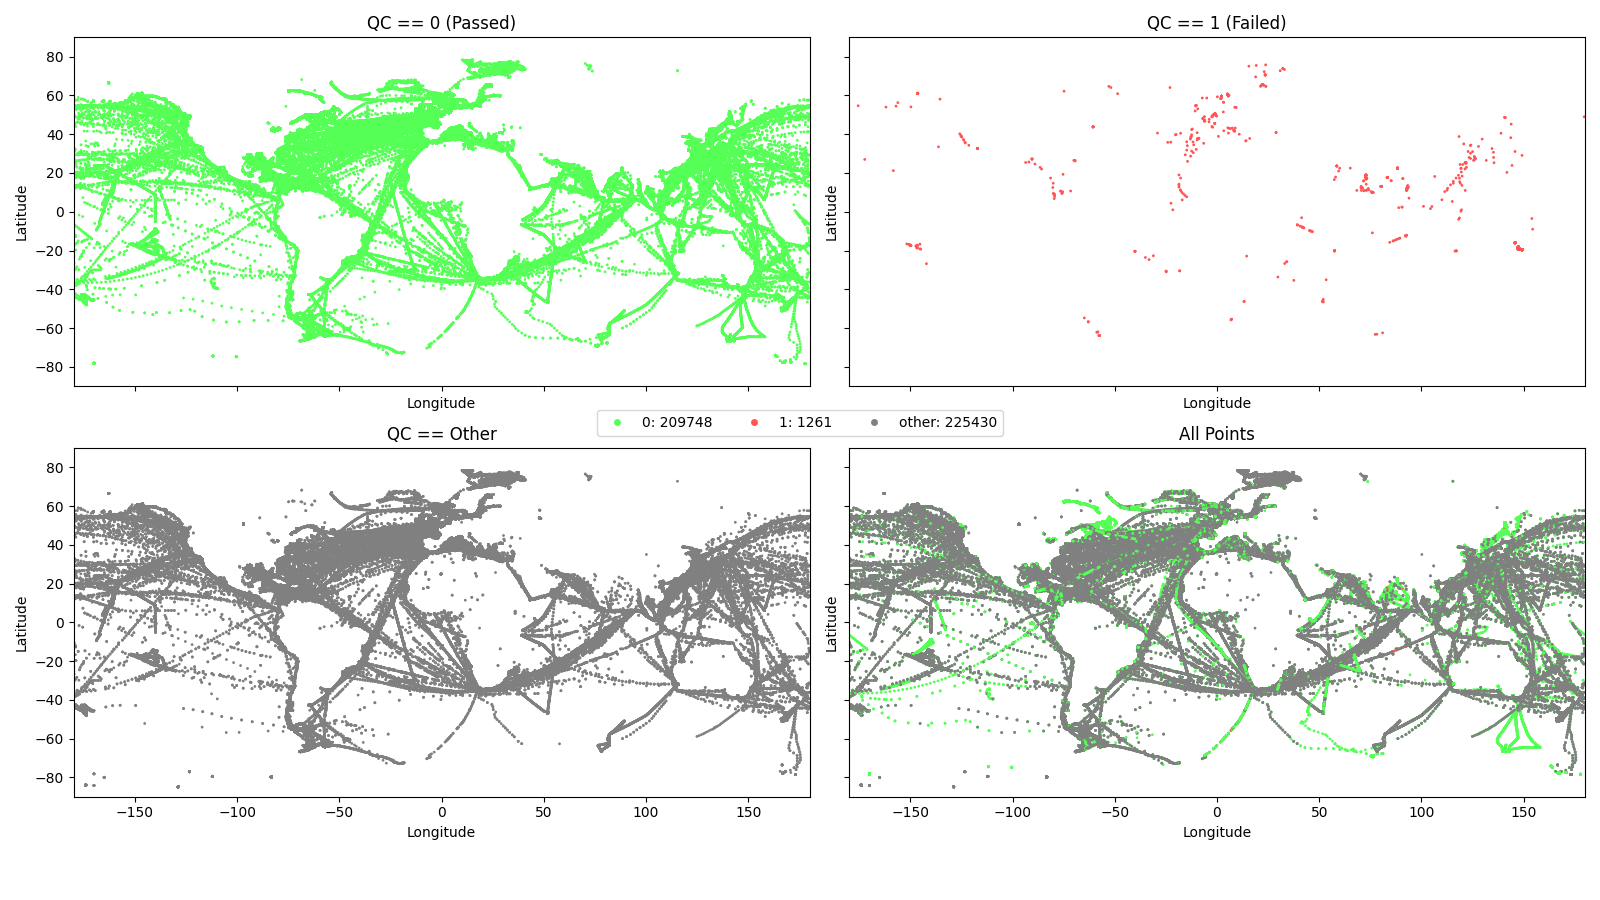 QC == 0 (Passed)
QC == 1 (Failed)
80
60
40
20
0
−20
−40
−60
−80
Latitude
Latitude
Longitude
Longitude
0: 209748 1: 1261 other: 225430
QC == Other
All Points
80
60
40
20
0
−20
−40
−60
−80
Latitude
Latitude
−150 −100 −50 0 50 100 150
−150 −100 −50 0 50 100 150
Longitude
Longitude